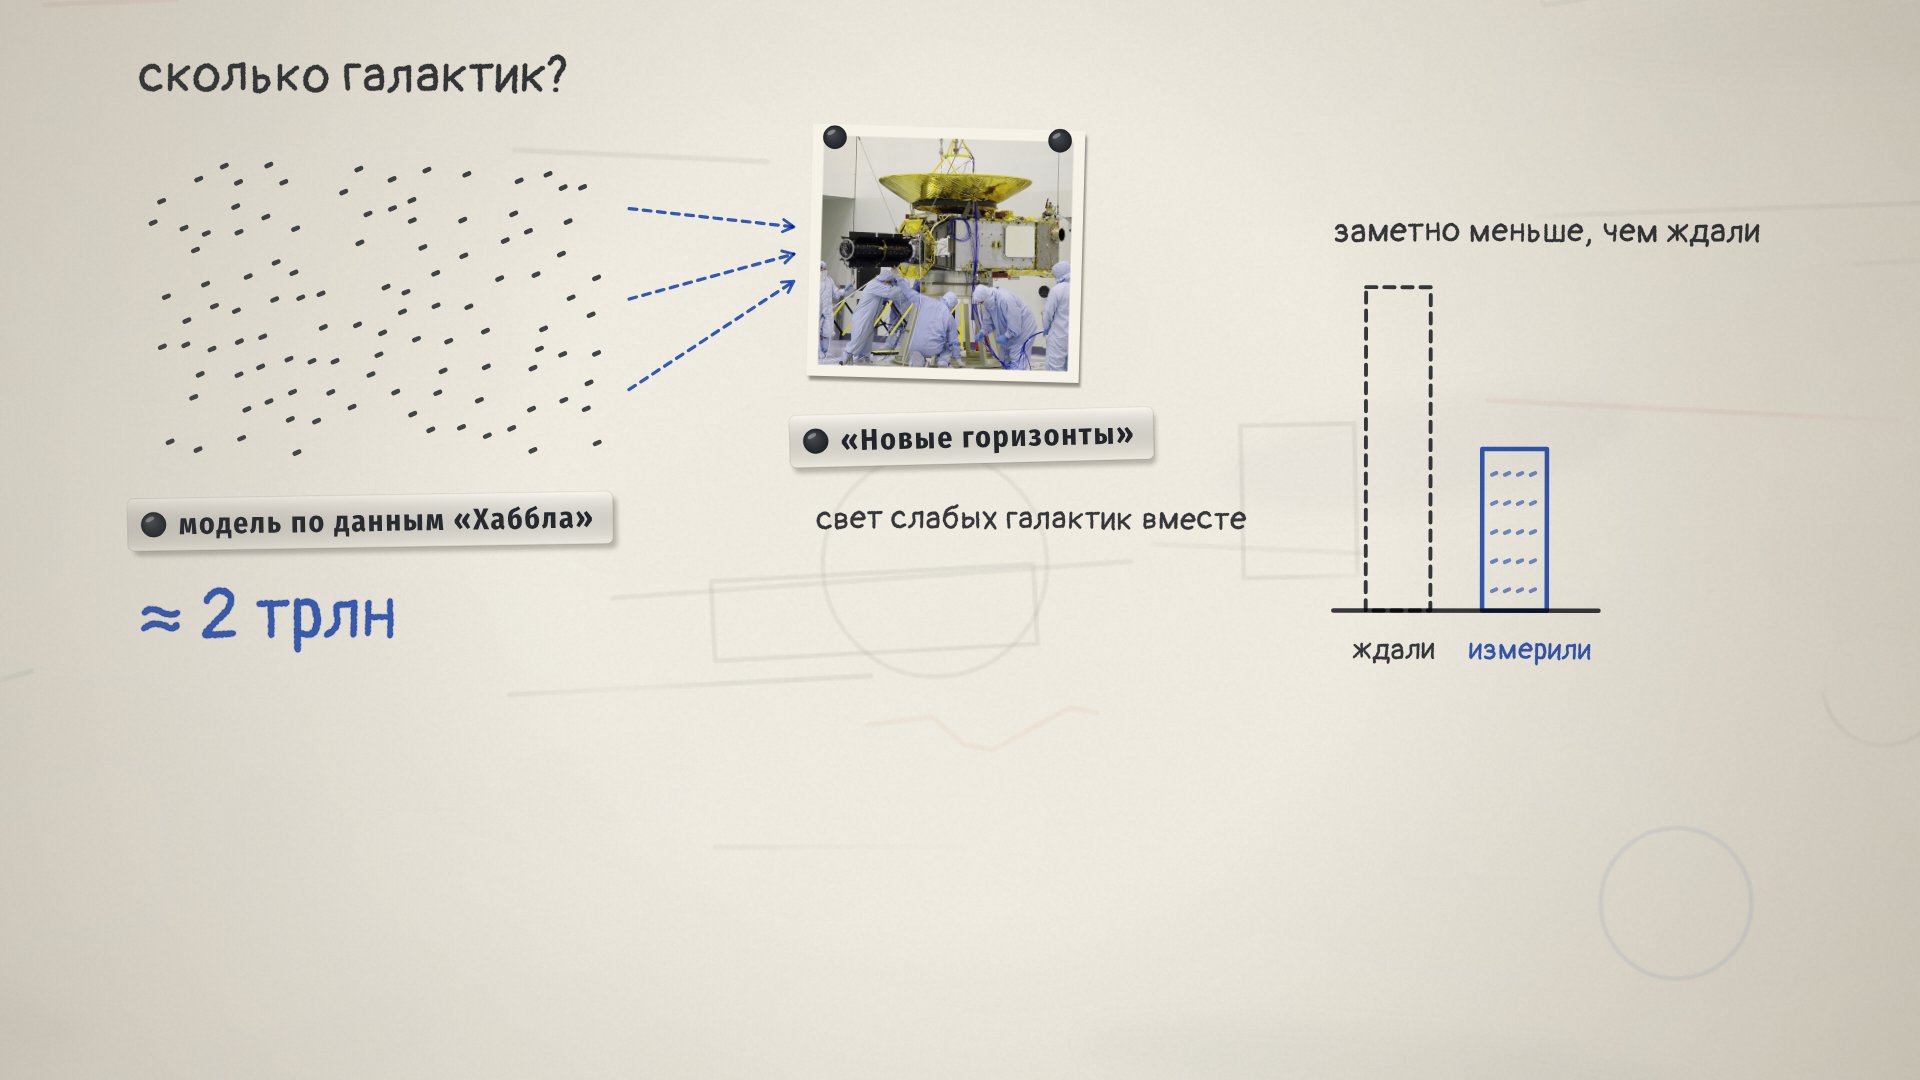 сколько галактик?
модель по данным «Хаббла»
≈ 2 трлн
«Новые горизонты»
свет слабых галактик вместе
заметно меньше, чем ждали
ждали
измерили